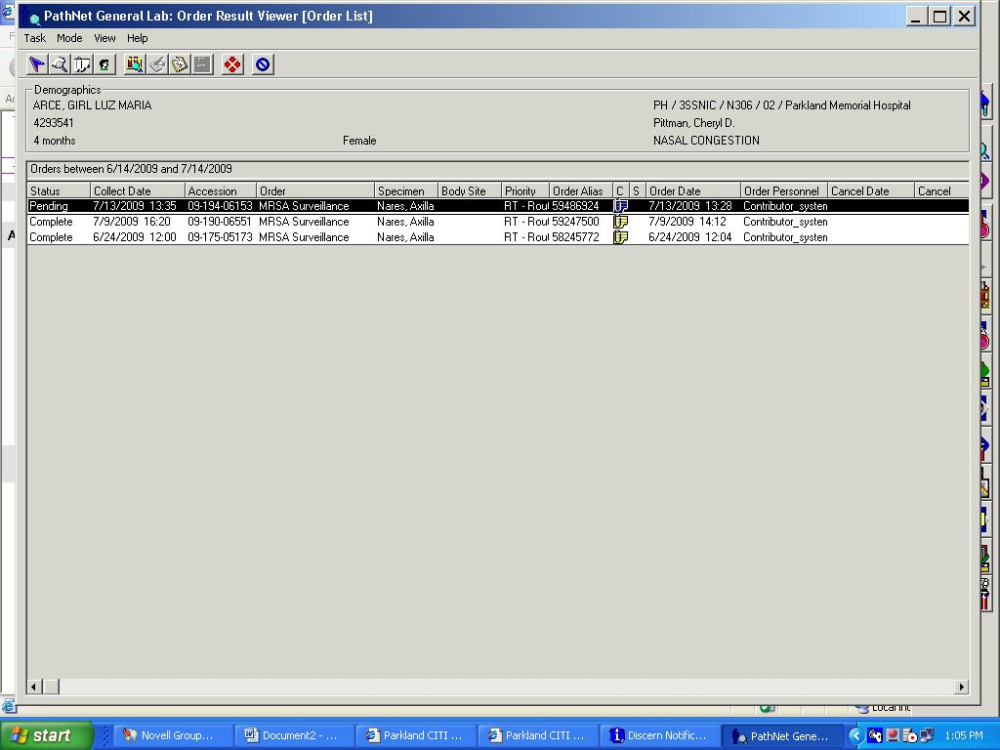 PathNet General Lab: Order Result Viewer [Order List]
Task Mode View Help
Demographics
ARCE, GIRL LUZ MARIA PH / 3SSNIC / N306 / 02 / Parkland Memorial Hospital
4293541 Pittman, Cheryl D.
4 months Female NASAL CONGESTION
Orders between 6/14/2009 and 7/14/2009
Status Collect Date Accession Order Specimen Body Site Priority Order Alias C S Order Date Order Personnel Cancel Date Cancel
Pending 7/13/2009 13:35 09-194-06153 MRSA Surveillance Nares, Axilla RT - Rou 59486924 7/13/2009 13:28 Contributor_systen
Complete 7/9/2009 16:20 09-190-06551 MRSA Surveillance Nares, Axilla RT - Rou 59247500 7/9/2009 14:12 Contributor_systen
Complete 6/24/2009 12:00 09-175-05173 MRSA Surveillance Nares, Axilla RT - Rou 58245772 6/24/2009 12:04 Contributor_systen
start Novell Group... Document2 - ... Parkland CITI ... Parkland CITI ... Discern Notific... PathNet Gene... 1:05 PM